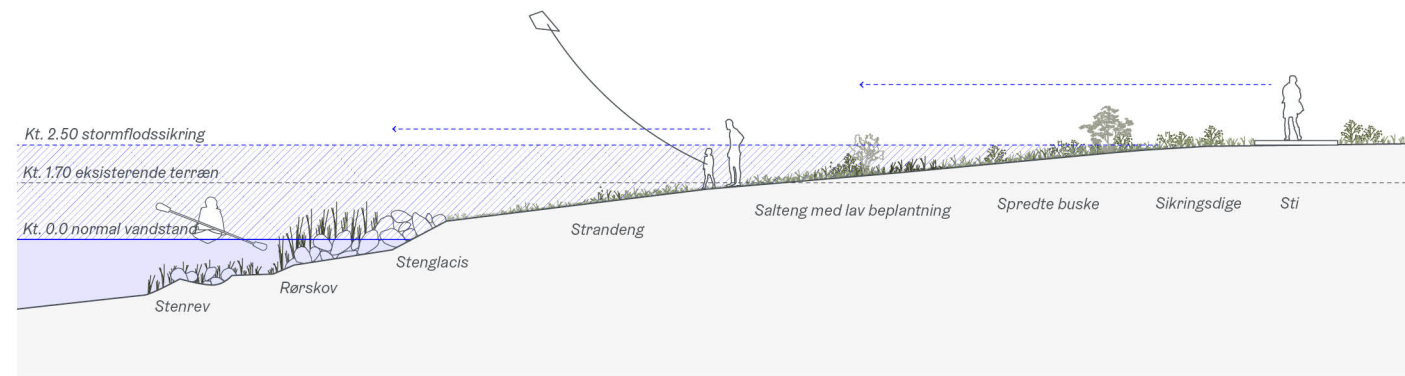 Kt. 2.50 stormflodssikring
Kt. 1.70 eksisterende terræn
Kt. 0.0 normal vandstand
Stenrev
Rørskov
Stenglacis
Strandeng
Salteng med lav beplantning
Spredte buske
Sikringsdige
Sti